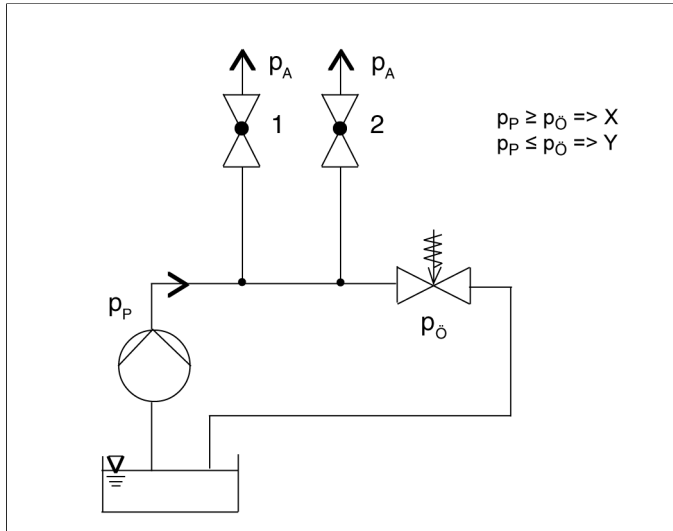 p_A
p_A
1
2
p_P ≥ p_Ö => X
p_P ≤ p_Ö => Y
p_P
p_Ö